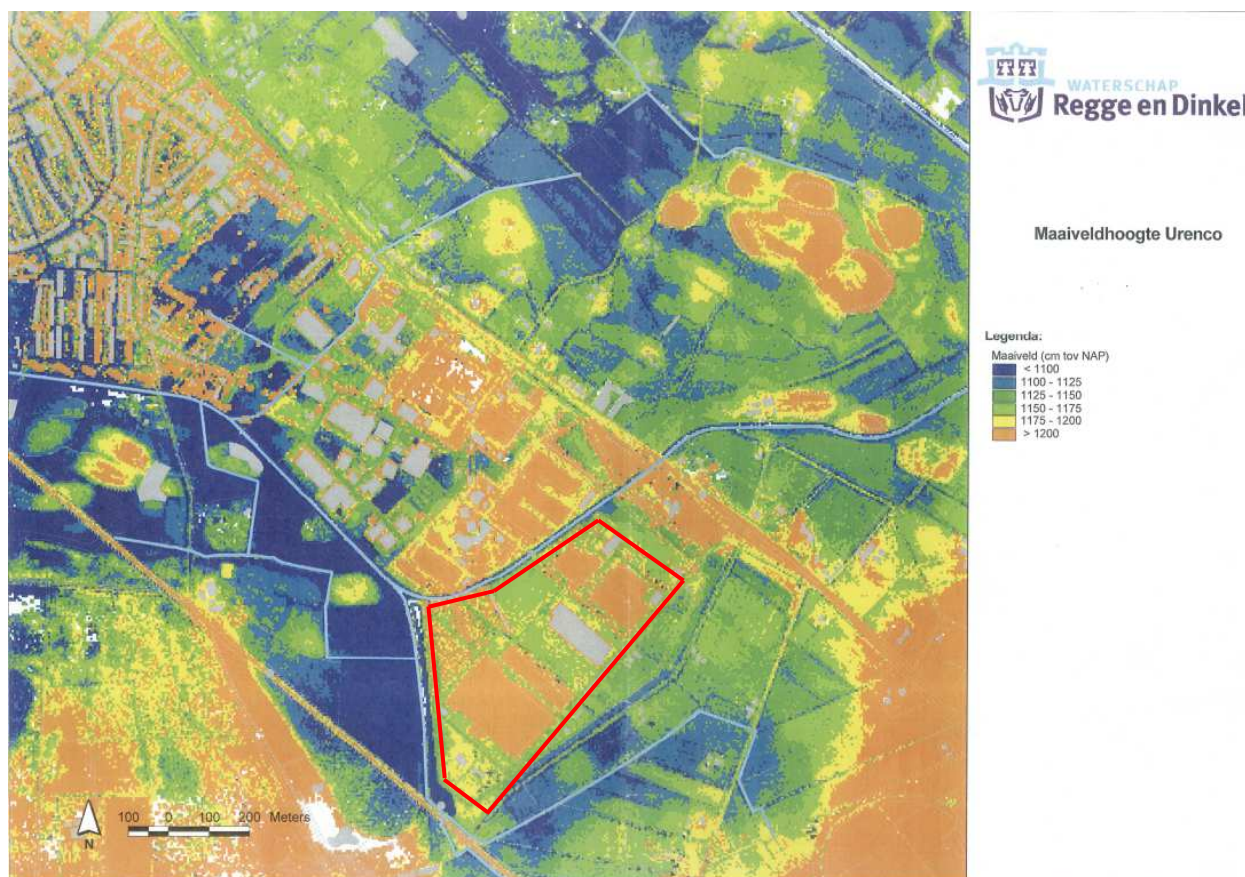 WATERSCHAP
Regge en Dinkel
Maaiveldhoogte Urenco
Legenda:
Maaiveld (cm tov NAP)
< 1100
1100 - 1125
1125 - 1150
1150 - 1175
1175 - 1200
> 1200
100 0 100 200 Meters
N